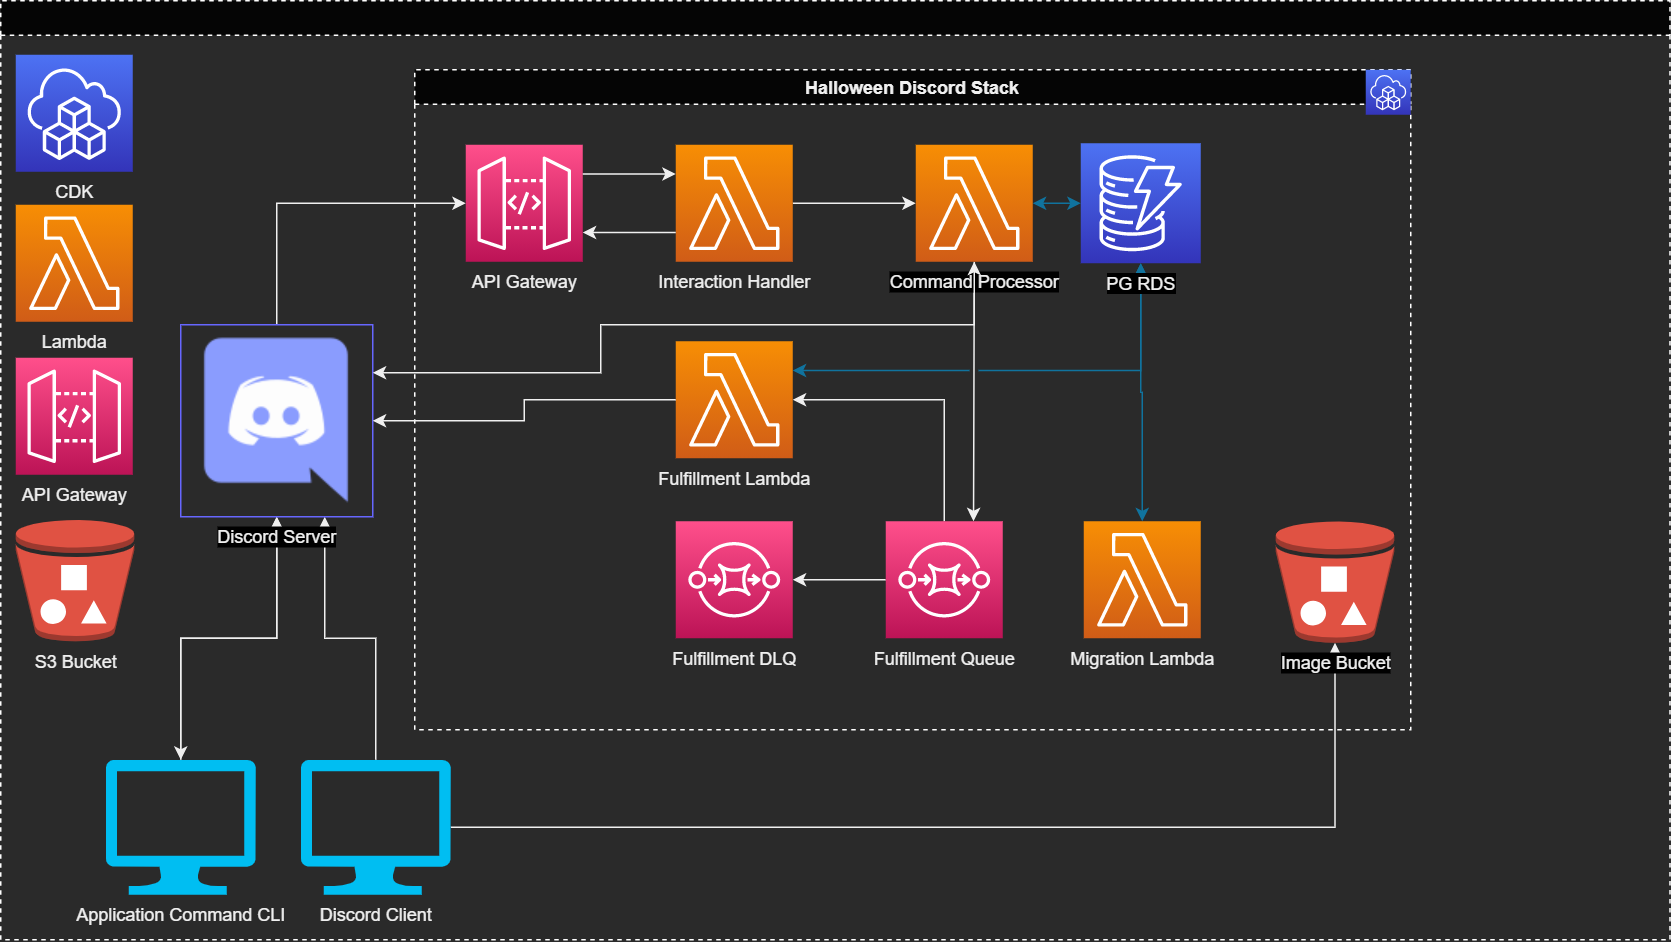 Halloween Discord Stack
CDK
Lambda
API Gateway
S3 Bucket
API Gateway
Interaction Handler
Command Processor
PG RDS
Fulfillment Lambda
Discord Server
Fulfillment DLQ
Fulfillment Queue
Migration Lambda
Image Bucket
Application Command CLI
Discord Client